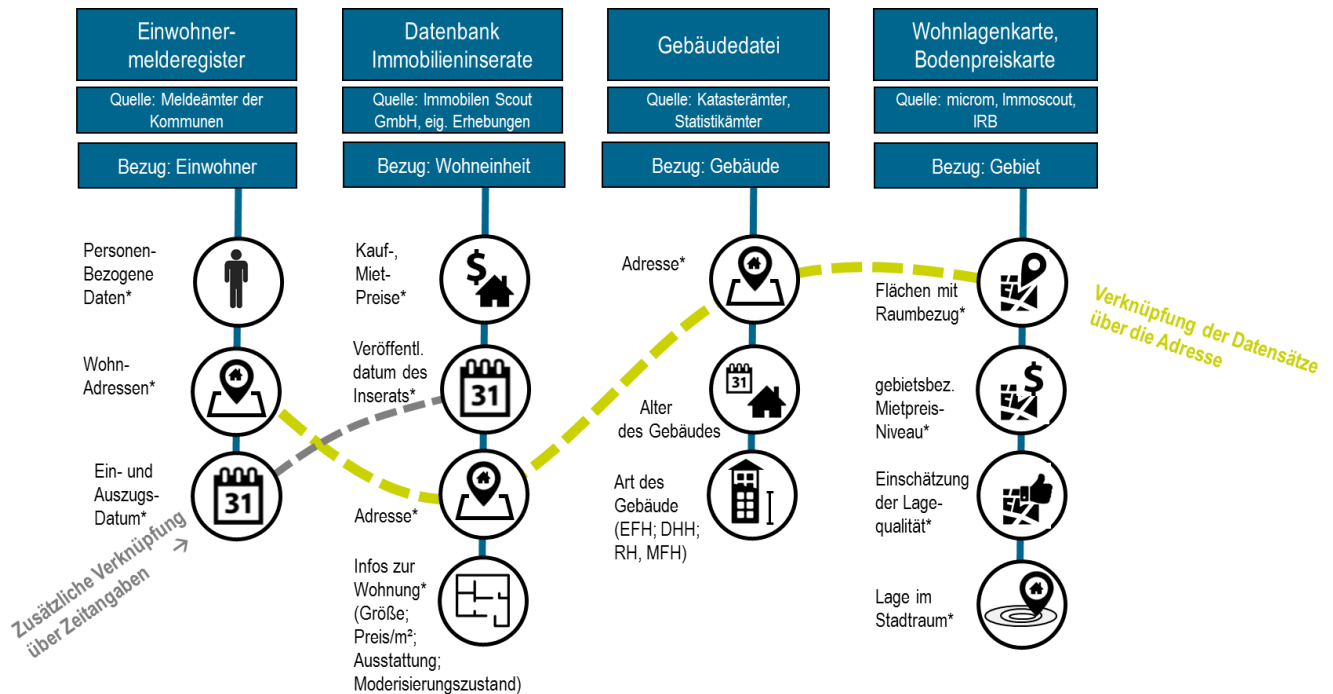 Einwohner-
melderegister
Quelle: Meldeämter der
Kommunen
Bezug: Einwohner
Personen-
Bezogene
Daten*
Wohn-
Adressen*
31
Ein- und
Auszugs-
Datum*
Zusätzliche Verknüpfung
über Zeitangaben
Datenbank
Immobilieninserate
Quelle: Immobilen Scout
GmbH, eig. Erhebungen
Bezug: Wohneinheit
Kauf-,
Miet-
Preise*
$
Veröffentl.
datum des
Inserats*
31
Adresse*
Infos zur
Wohnung*
(Größe;
Preis/m²;
Ausstattung;
Moderisierungszustand)
Gebäudedatei
Quelle: Katasterämter,
Statistikämter
Bezug: Gebäude
Adresse*
31
Alter
des Gebäudes
Art des
Gebäude
(EFH; DHH;
RH, MFH)
Wohnlagenkarte,
Bodenpreiskarte
Quelle: microm, Immoscout,
IRB
Bezug: Gebiet
Flächen mit
Raumbezug*
gebietsbez.
Mietpreis-
Niveau*
$
Einschätzung
der Lage-
qualität*
Lage im
Stadtraum*
Verknüpfung der Datensätze
über die Adresse